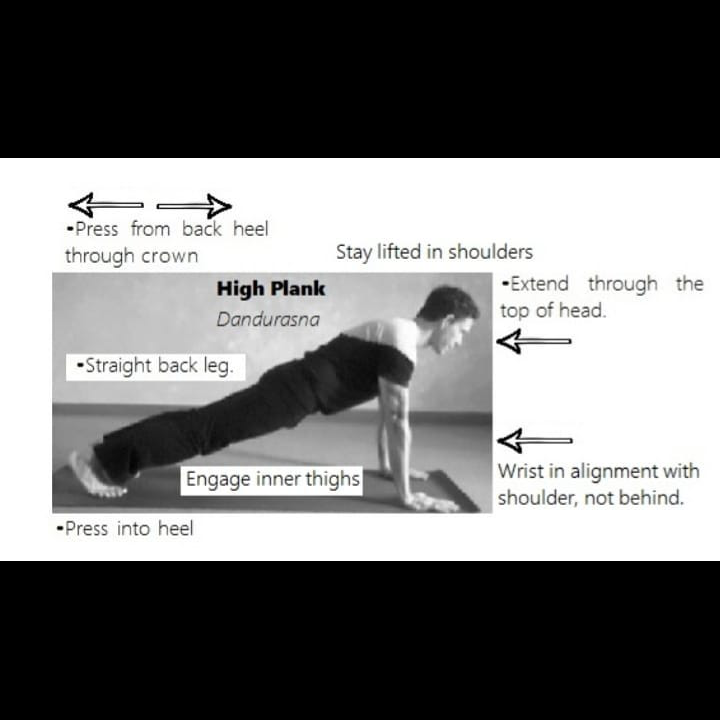 •Press from back heel
through crown
Stay lifted in shoulders
High Plank
Dandurasna
•Extend through the
top of head.
•Straight back leg.
Engage inner thighs
Wrist in alignment with
shoulder, not behind.
•Press into heel